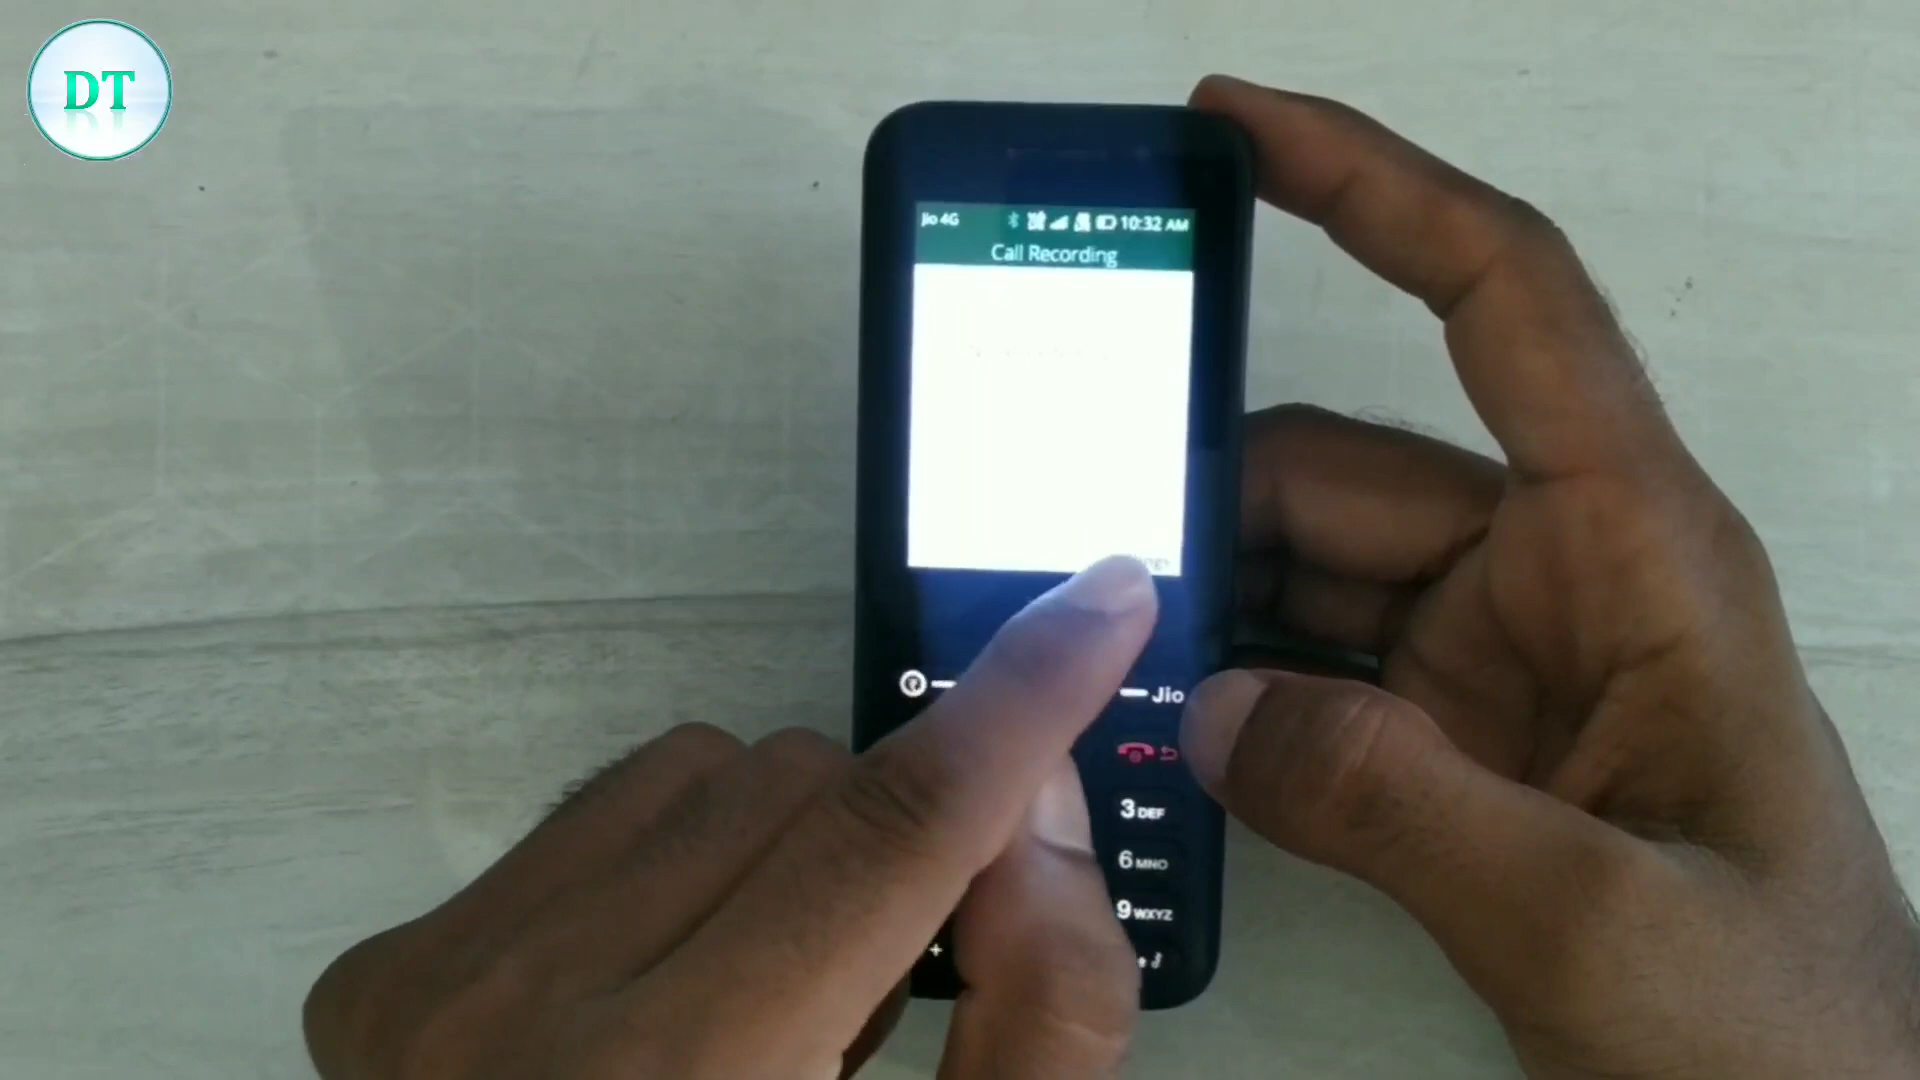 DT
Jio 4G 10:32 AM
Call Recording
Jio
3 DEF
6 MNO
9 WXYZ
+